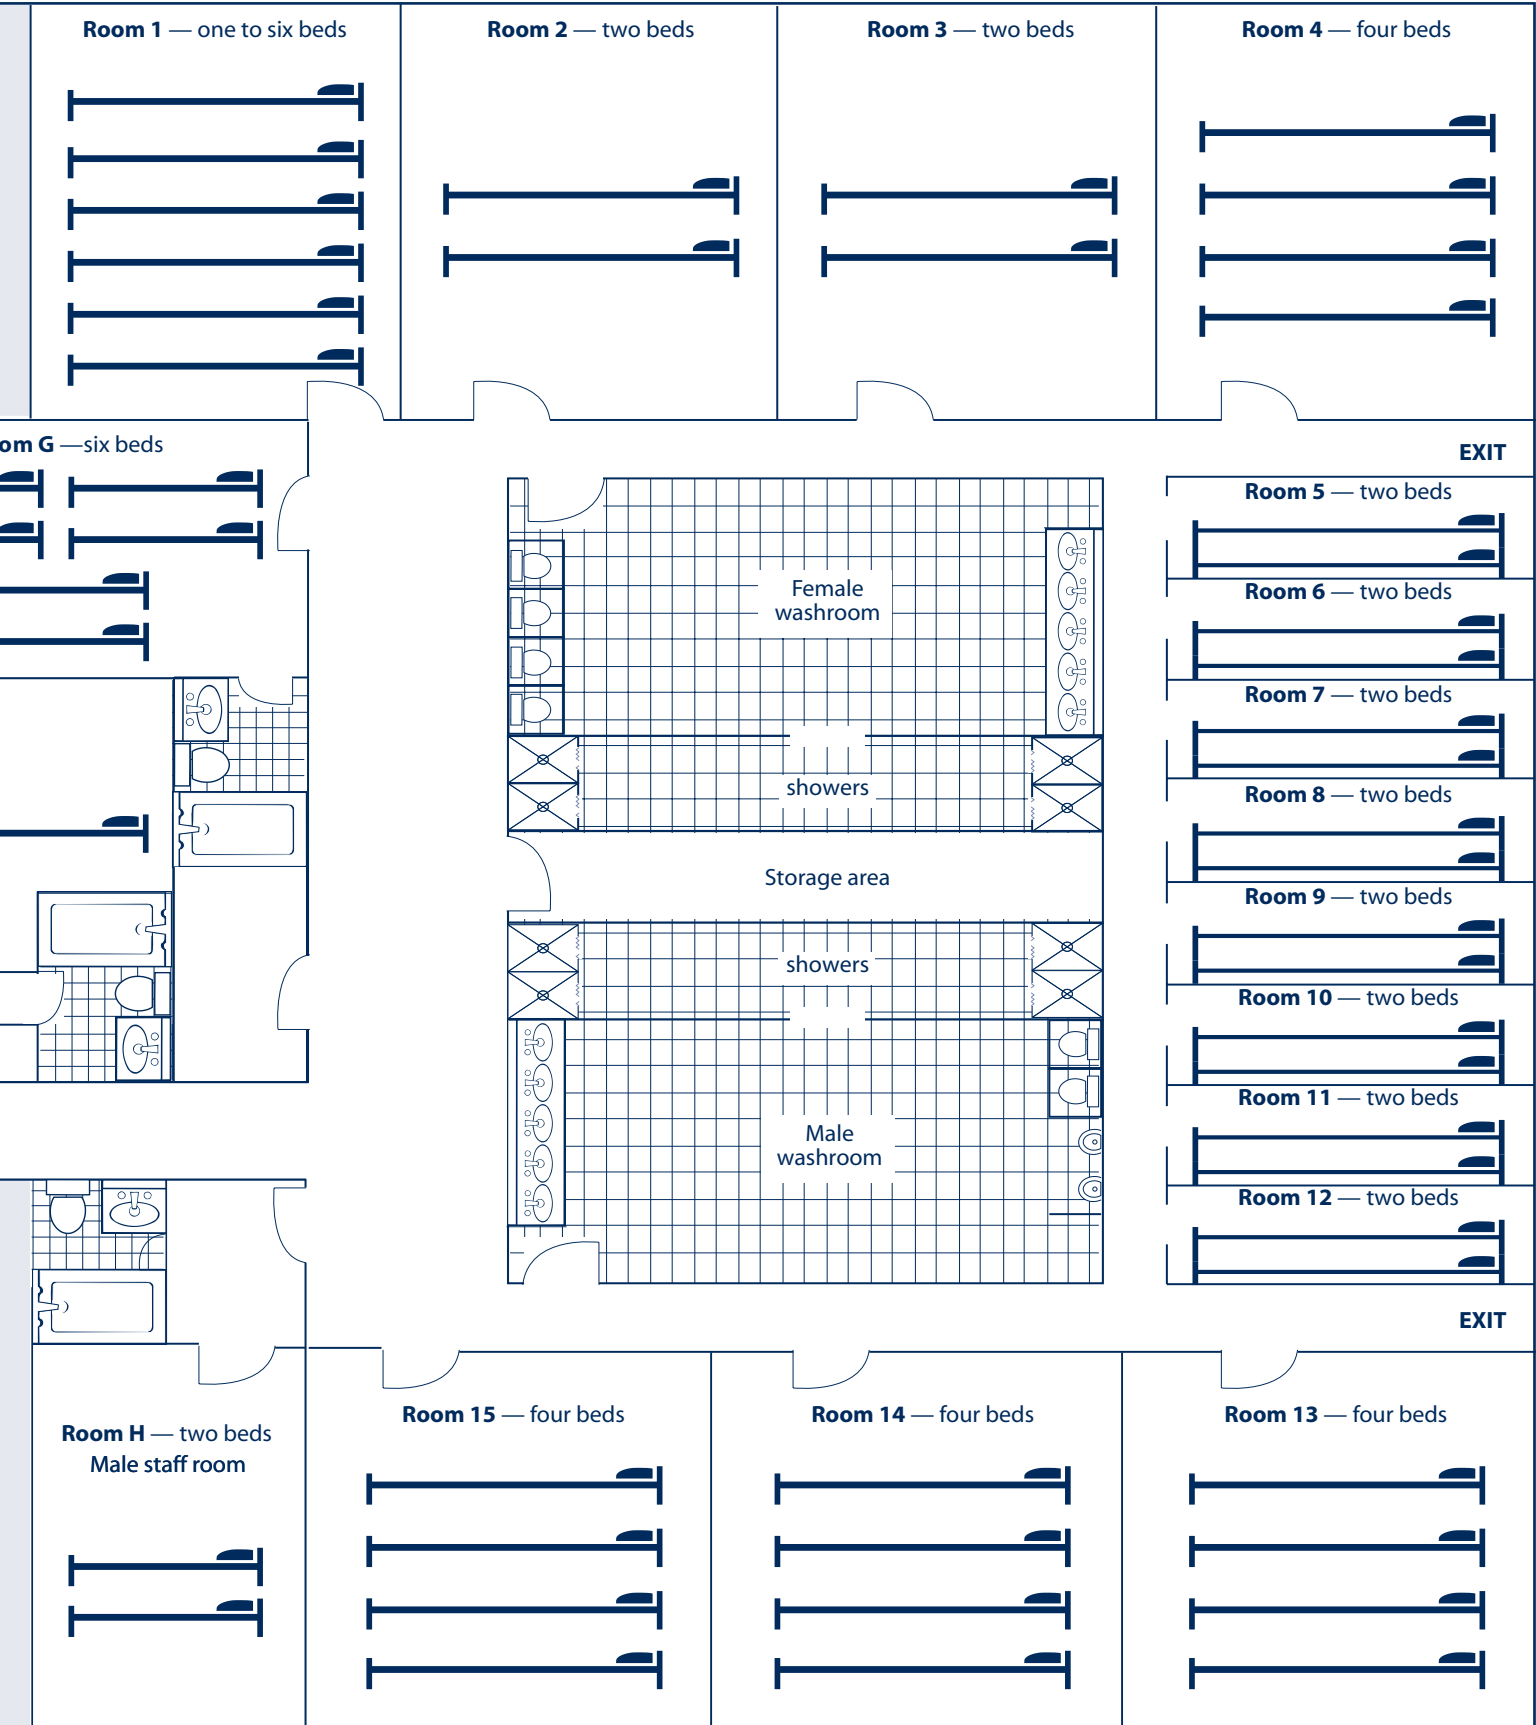 Room 1 — one to six beds
Room 2 — two beds
Room 3 — two beds
Room 4 — four beds
om G —six beds
EXIT
Room 5 — two beds
Room 6 — two beds
Room 7 — two beds
Room 8 — two beds
Room 9 — two beds
Room 10 — two beds
Room 11 — two beds
Room 12 — two beds
Female
washroom
showers
Storage area
showers
Male
washroom
EXIT
Room H — two beds
Male staff room
Room 15 — four beds
Room 14 — four beds
Room 13 — four beds